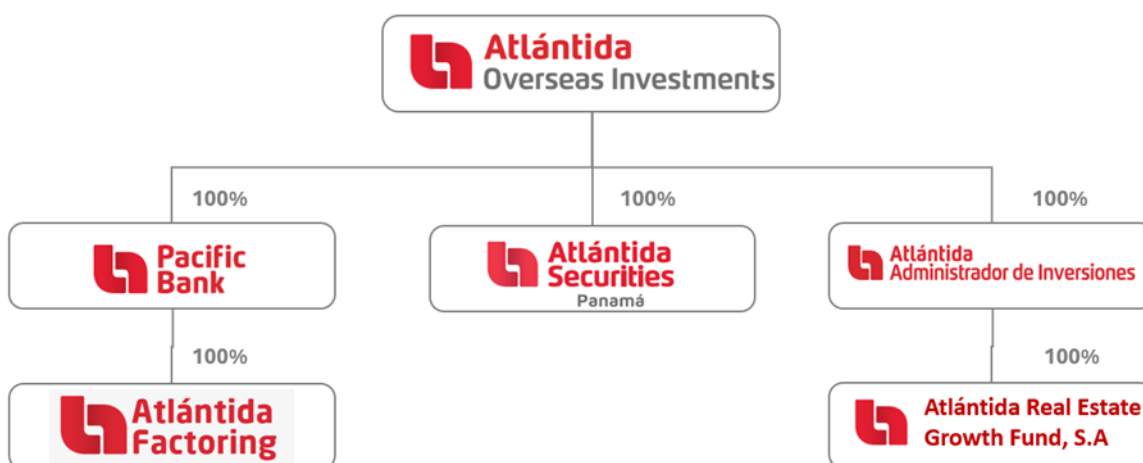 Atlántida
Overseas Investments
100%
100%
100%
Pacific
Bank
Atlántida
Securities
Panamá
Atlántida
Administrador de Inversiones
100%
100%
Atlántida
Factoring
Atlántida Real Estate
Growth Fund, S.A